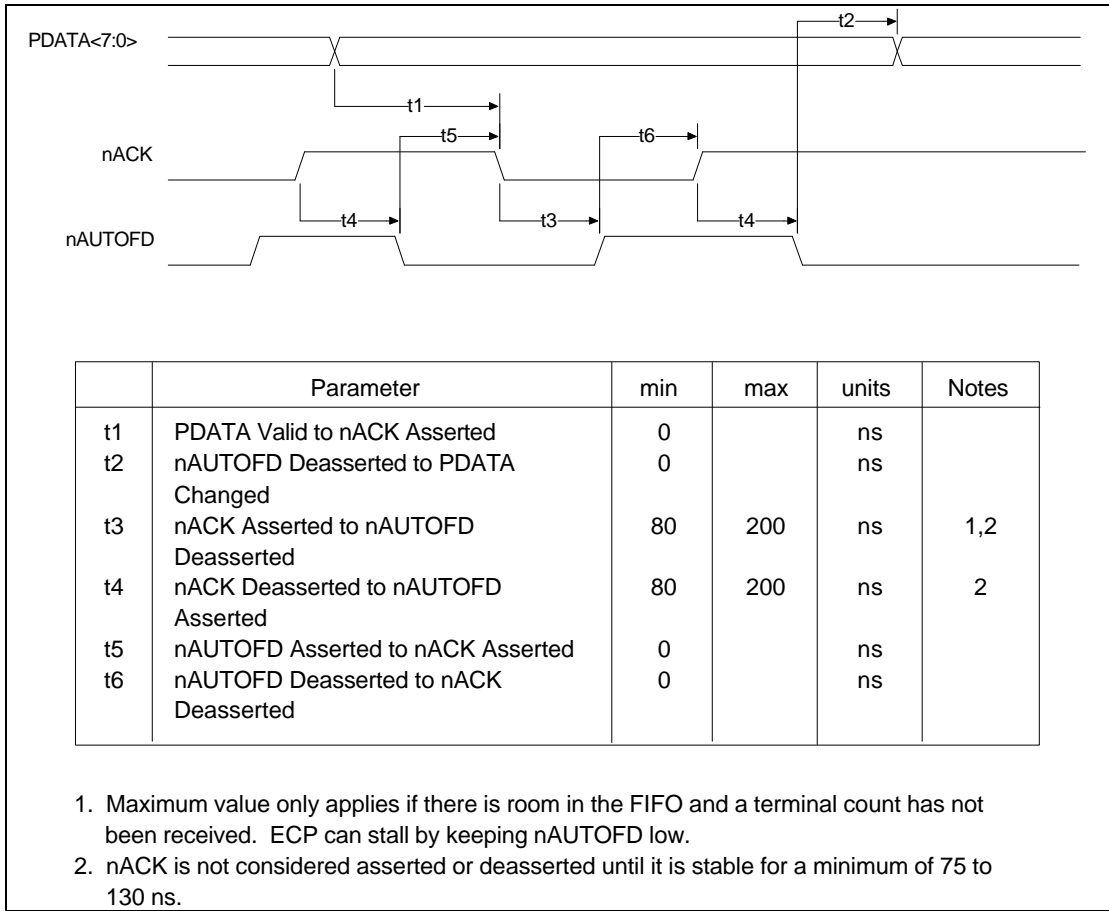 t2
PDATA<7:0>
t1
t5
t6
nACK
t4
t3
t4
nAUTOFD
Parameter min max units Notes
t1 PDATA Valid to nACK Asserted 0 ns
t2 nAUTOFD Deasserted to PDATA 0 ns
Changed
t3 nACK Asserted to nAUTOFD 80 200 ns 1,2
Deasserted
t4 nACK Deasserted to nAUTOFD 80 200 ns 2
Asserted
t5 nAUTOFD Asserted to nACK Asserted 0 ns
t6 nAUTOFD Deasserted to nACK 0 ns
Deasserted
1. Maximum value only applies if there is room in the FIFO and a terminal count has not
been received. ECP can stall by keeping nAUTOFD low.
2. nACK is not considered asserted or deasserted until it is stable for a minimum of 75 to
130 ns.